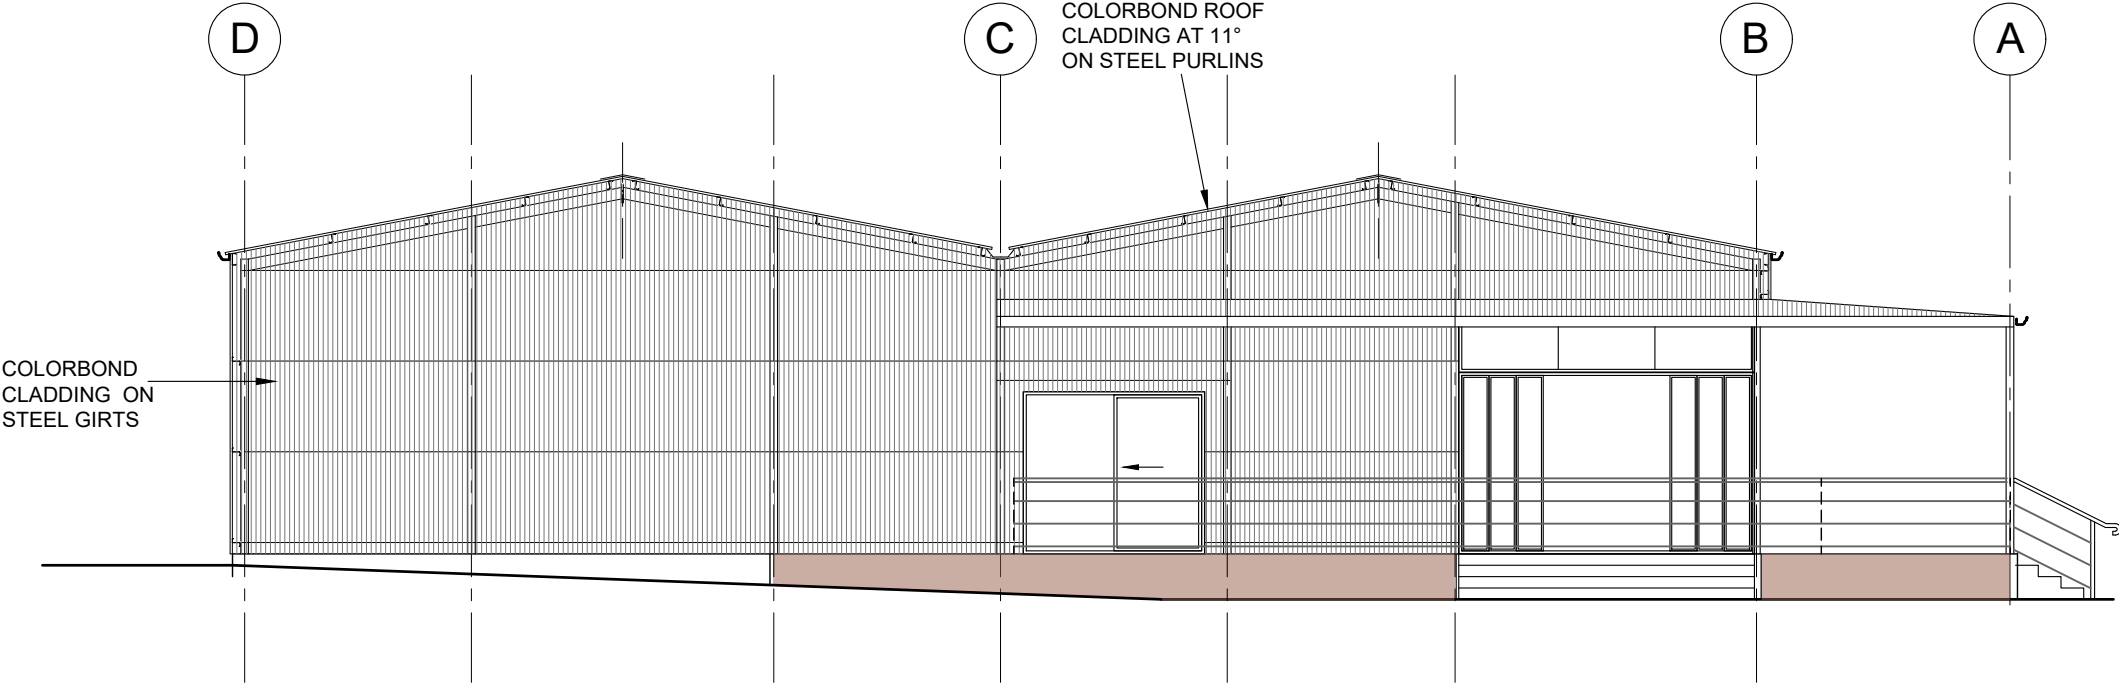 D
C
COLORBOND ROOF
CLADDING AT 11°
ON STEEL PURLINS
B
A
COLORBOND
CLADDING ON
STEEL GIRTS